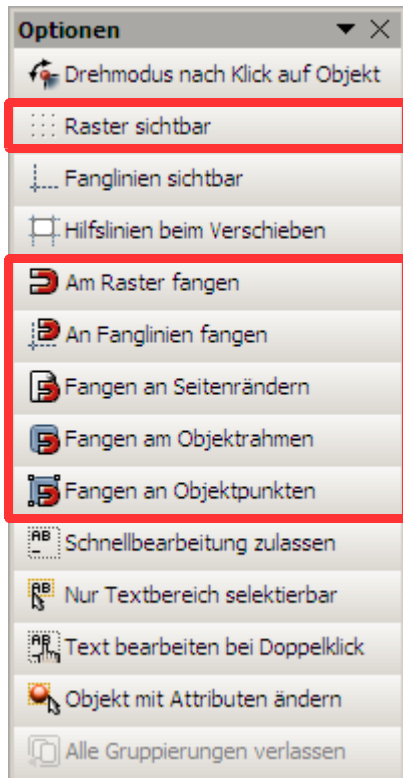 Optionen
Drehmodus nach Klick auf Objekt
Raster sichtbar
Fanglinien sichtbar
Hilfslinien beim Verschieben
Am Raster fangen
An Fanglinien fangen
Fangen an Seitenrändern
Fangen am Objektrahmen
Fangen an Objektpunkten
Schnellbearbeitung zulassen
Nur Textbereich selektierbar
Text bearbeiten bei Doppelklick
Objekt mit Attributen ändern
Alle Gruppierungen verlassen